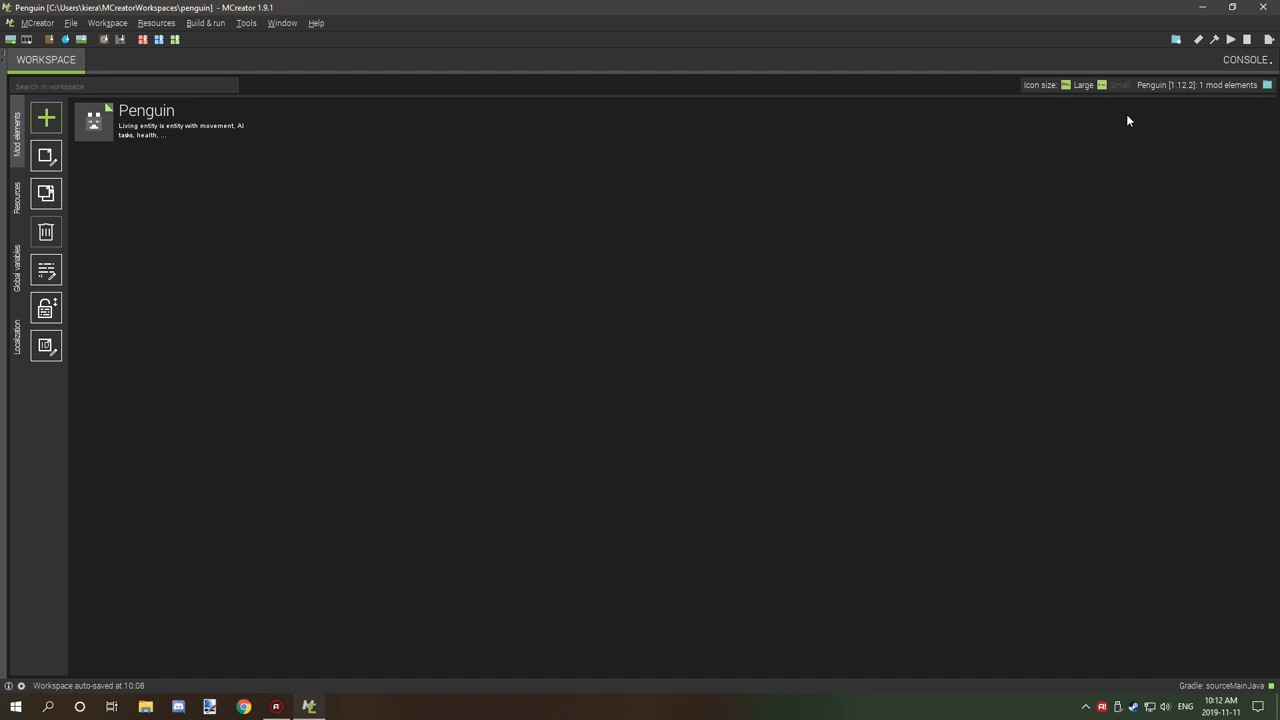 Penguin [C:\Users\kiera\MCreatorWorkspaces\penguin] - MCreator 1.9.1
MCreator File Workspace Resources Build & run Tools Window Help
WORKSPACE
CONSOLE
Search in workspace
Icon size: Large Small Penguin [1.12.2]: 1 mod elements
Mod elements
Resources
Global variables
Localization
Penguin
Living entity is entity with movement, AI
tasks, health, ...
Workspace auto-saved at 10:08
Gradle: sourceMainJava
ENG
10:12 AM
2019-11-11